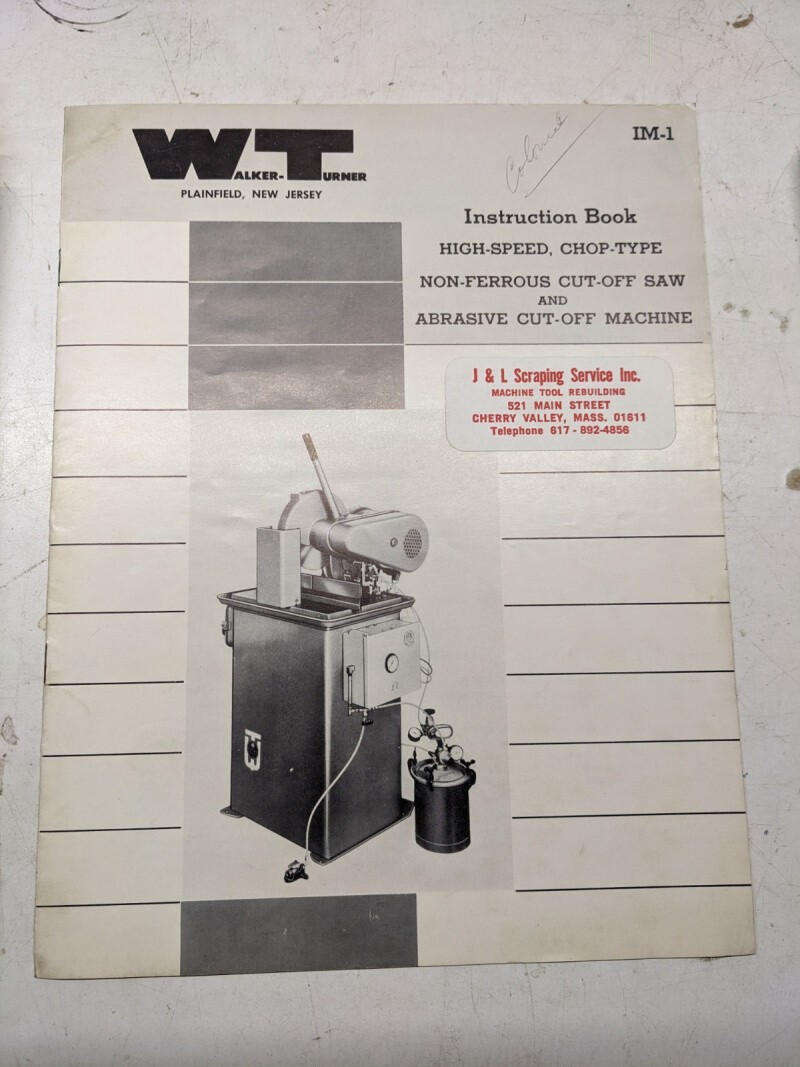 WALKER-TURNER
PLAINFIELD, NEW JERSEY
Colonial
IM-1
Instruction Book
HIGH-SPEED, CHOP-TYPE
NON-FERROUS CUT-OFF SAW
AND
ABRASIVE CUT-OFF MACHINE
J & L Scraping Service Inc.
MACHINE TOOL REBUILDING
521 MAIN STREET
CHERRY VALLEY, MASS. 01611
Telephone 617-892-4856